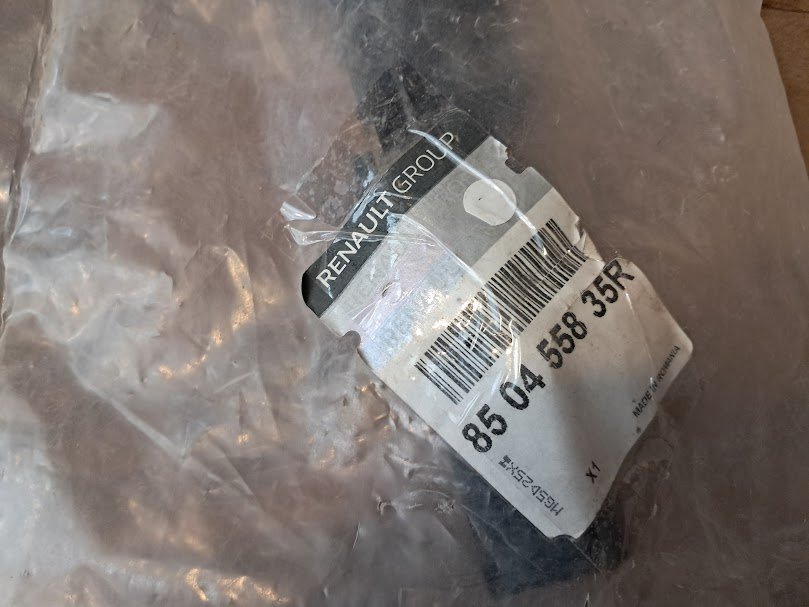 RENAULT GROUP
85 04 558 35R
X1
MADE IN ROMANIA